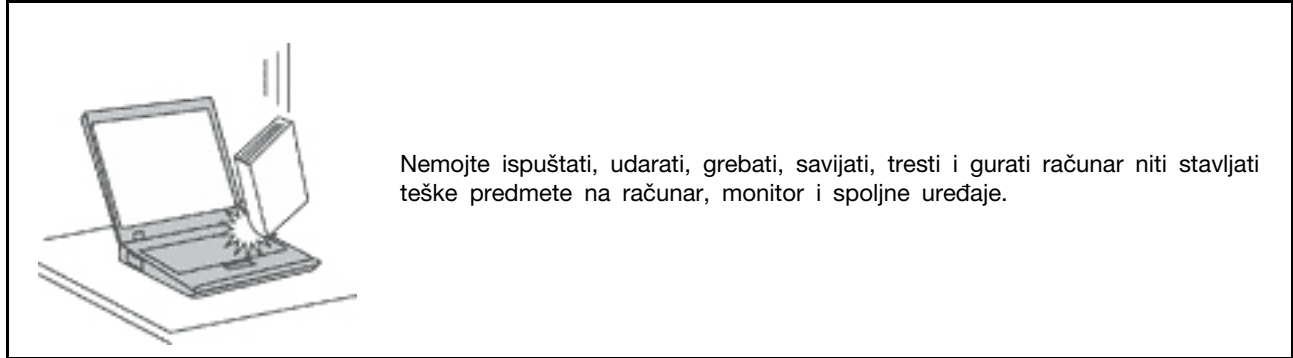 Nemojte ispuštati, udarati, grebati, savijati, tresti i gurati računar niti stavljati
teške predmete na računar, monitor i spoljne uređaje.